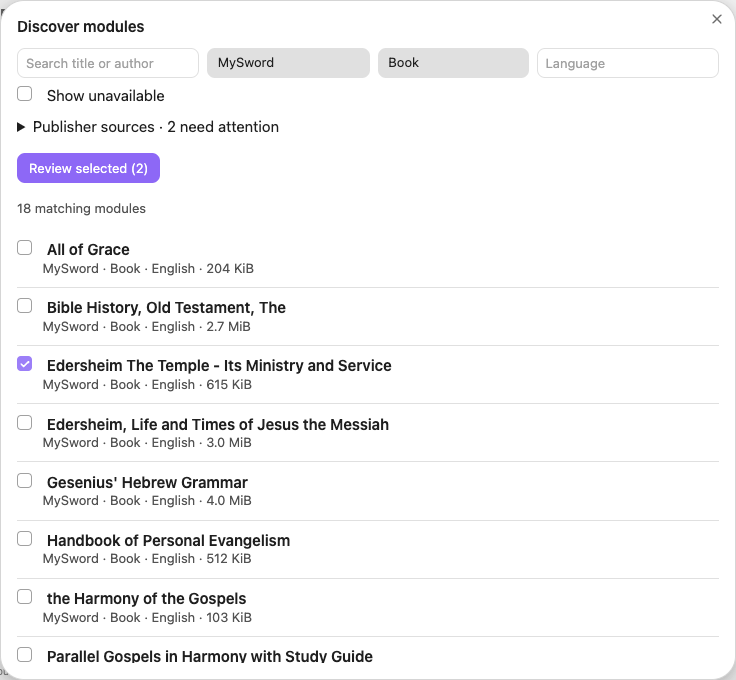 Discover modules
Search title or author
MySword
Book
Language
Show unavailable
Publisher sources · 2 need attention
Review selected (2)
18 matching modules
All of Grace
MySword · Book · English · 204 KiB
Bible History, Old Testament, The
MySword · Book · English · 2.7 MiB
Edersheim The Temple - Its Ministry and Service
MySword · Book · English · 615 KiB
Edersheim, Life and Times of Jesus the Messiah
MySword · Book · English · 3.0 MiB
Gesenius' Hebrew Grammar
MySword · Book · English · 4.0 MiB
Handbook of Personal Evangelism
MySword · Book · English · 512 KiB
the Harmony of the Gospels
MySword · Book · English · 103 KiB
Parallel Gospels in Harmony with Study Guide